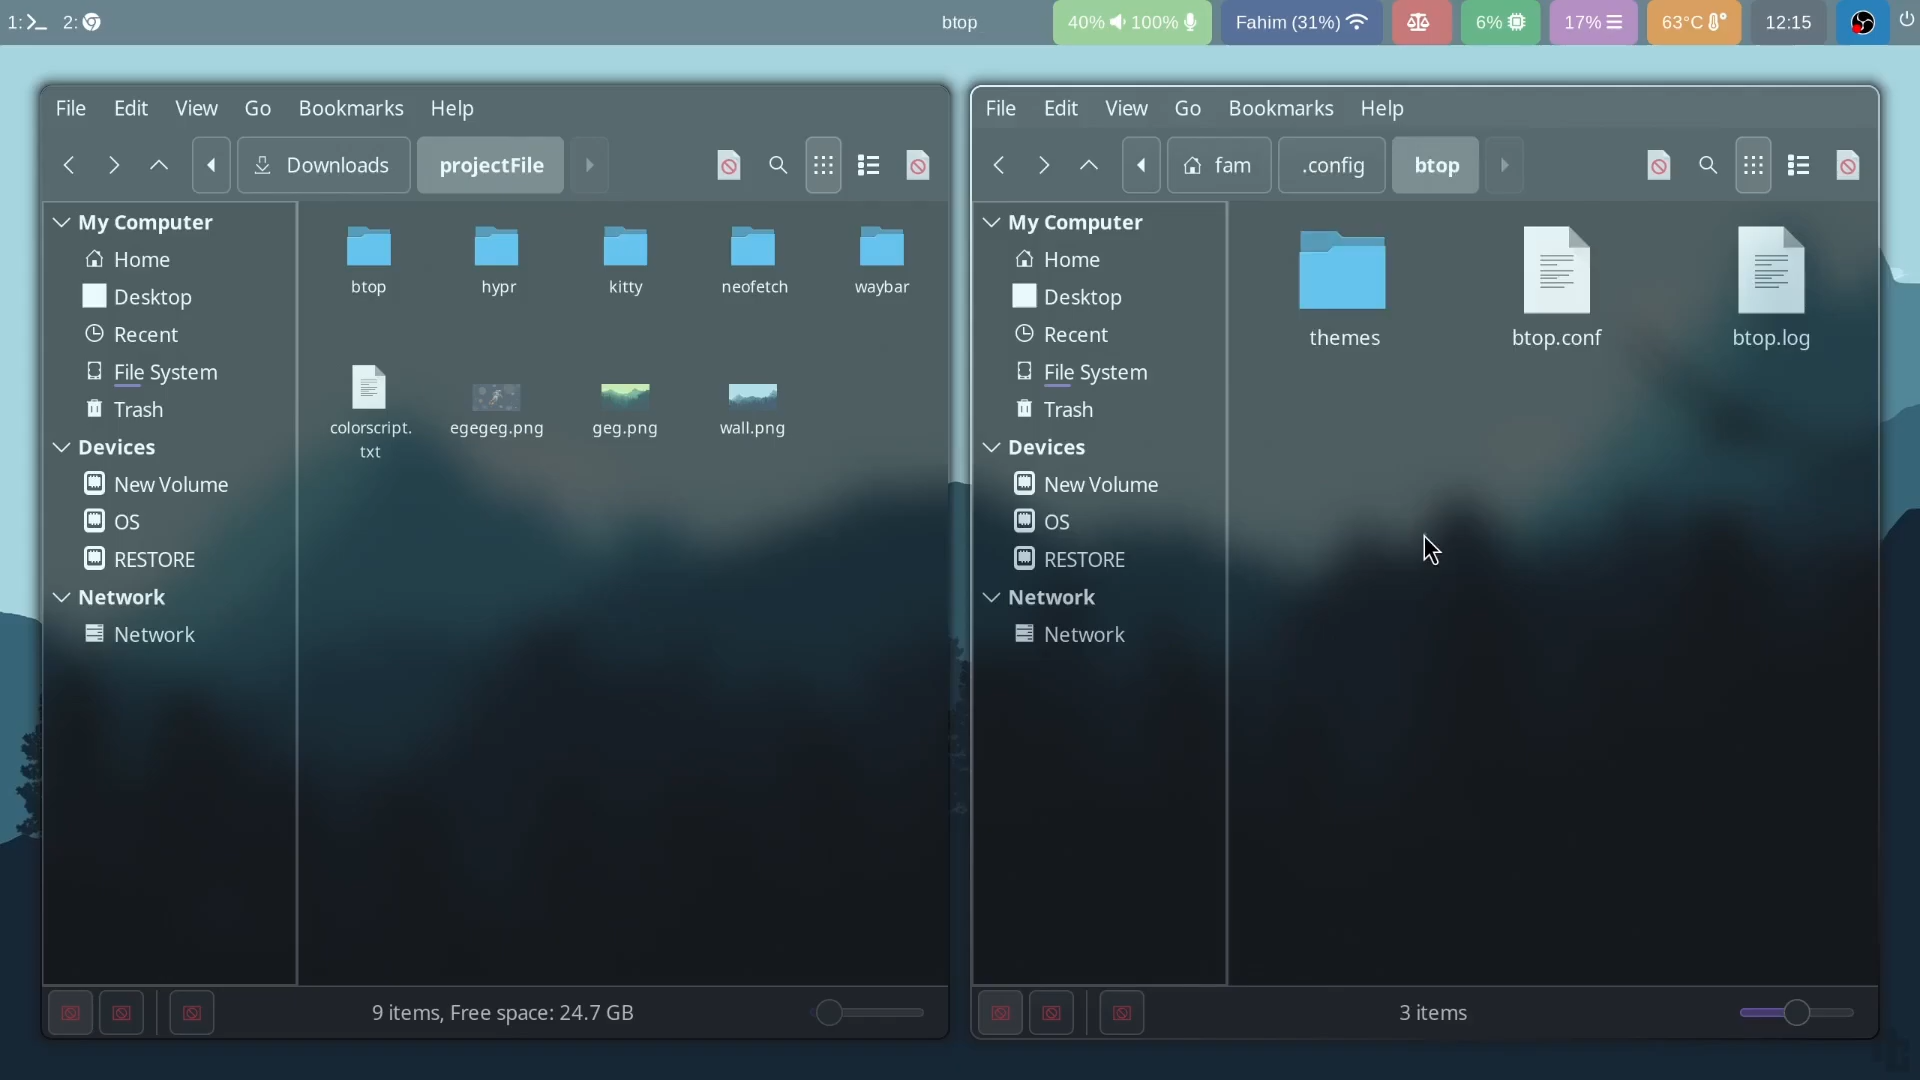 1: 2: btop 40% 100% Fahim (31%) 6% 17% 63°C 12:15
File Edit View Go Bookmarks Help
Downloads projectFile
My Computer
Home
Desktop
Recent
File System
Trash
Devices
New Volume
OS
RESTORE
Network
Network
btop hypr kitty neofetch waybar
colorscript. egegeg.png geg.png wall.png
txt
9 items, Free space: 24.7 GB
File Edit View Go Bookmarks Help
fam .config btop
My Computer
Home
Desktop
Recent
File System
Trash
Devices
New Volume
OS
RESTORE
Network
Network
themes btop.conf btop.log
3 items